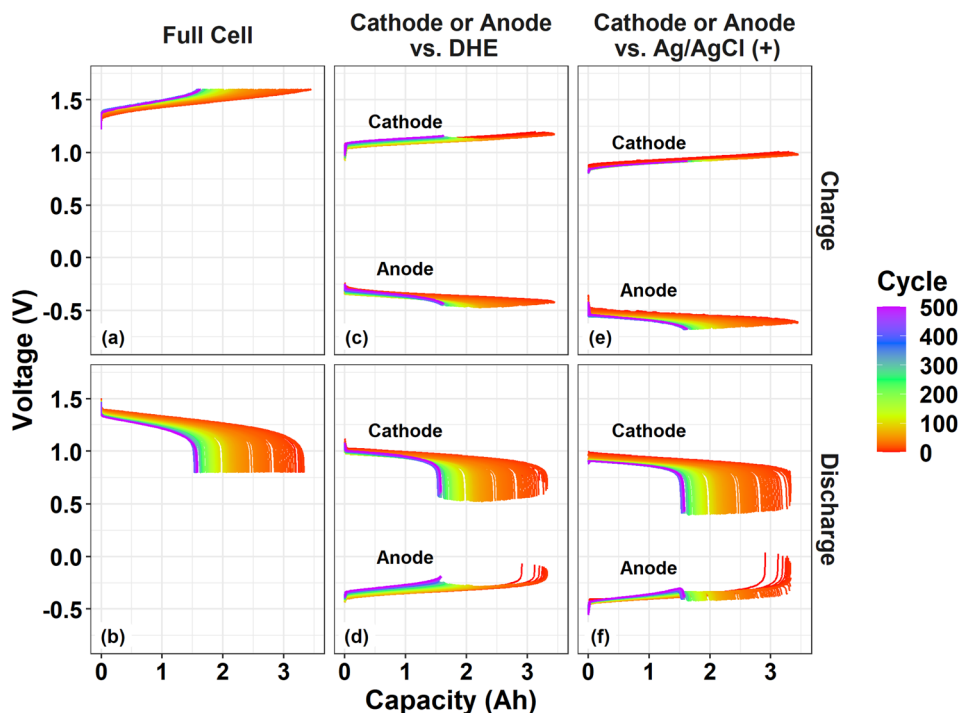 Full Cell
Cathode or Anode
vs. DHE
Cathode or Anode
vs. Ag/AgCl (+)
Voltage (V)
1.5
1.0
0.5
0.0
-0.5
(a)
Cathode
Anode
(c)
Cathode
Anode
(e)
Charge
1.5
1.0
0.5
0.0
-0.5
(b)
Cathode
Anode
(d)
Cathode
Anode
(f)
Discharge
0 1 2 3
0 1 2 3
0 1 2 3
Capacity (Ah)
Cycle
500
400
300
200
100
0